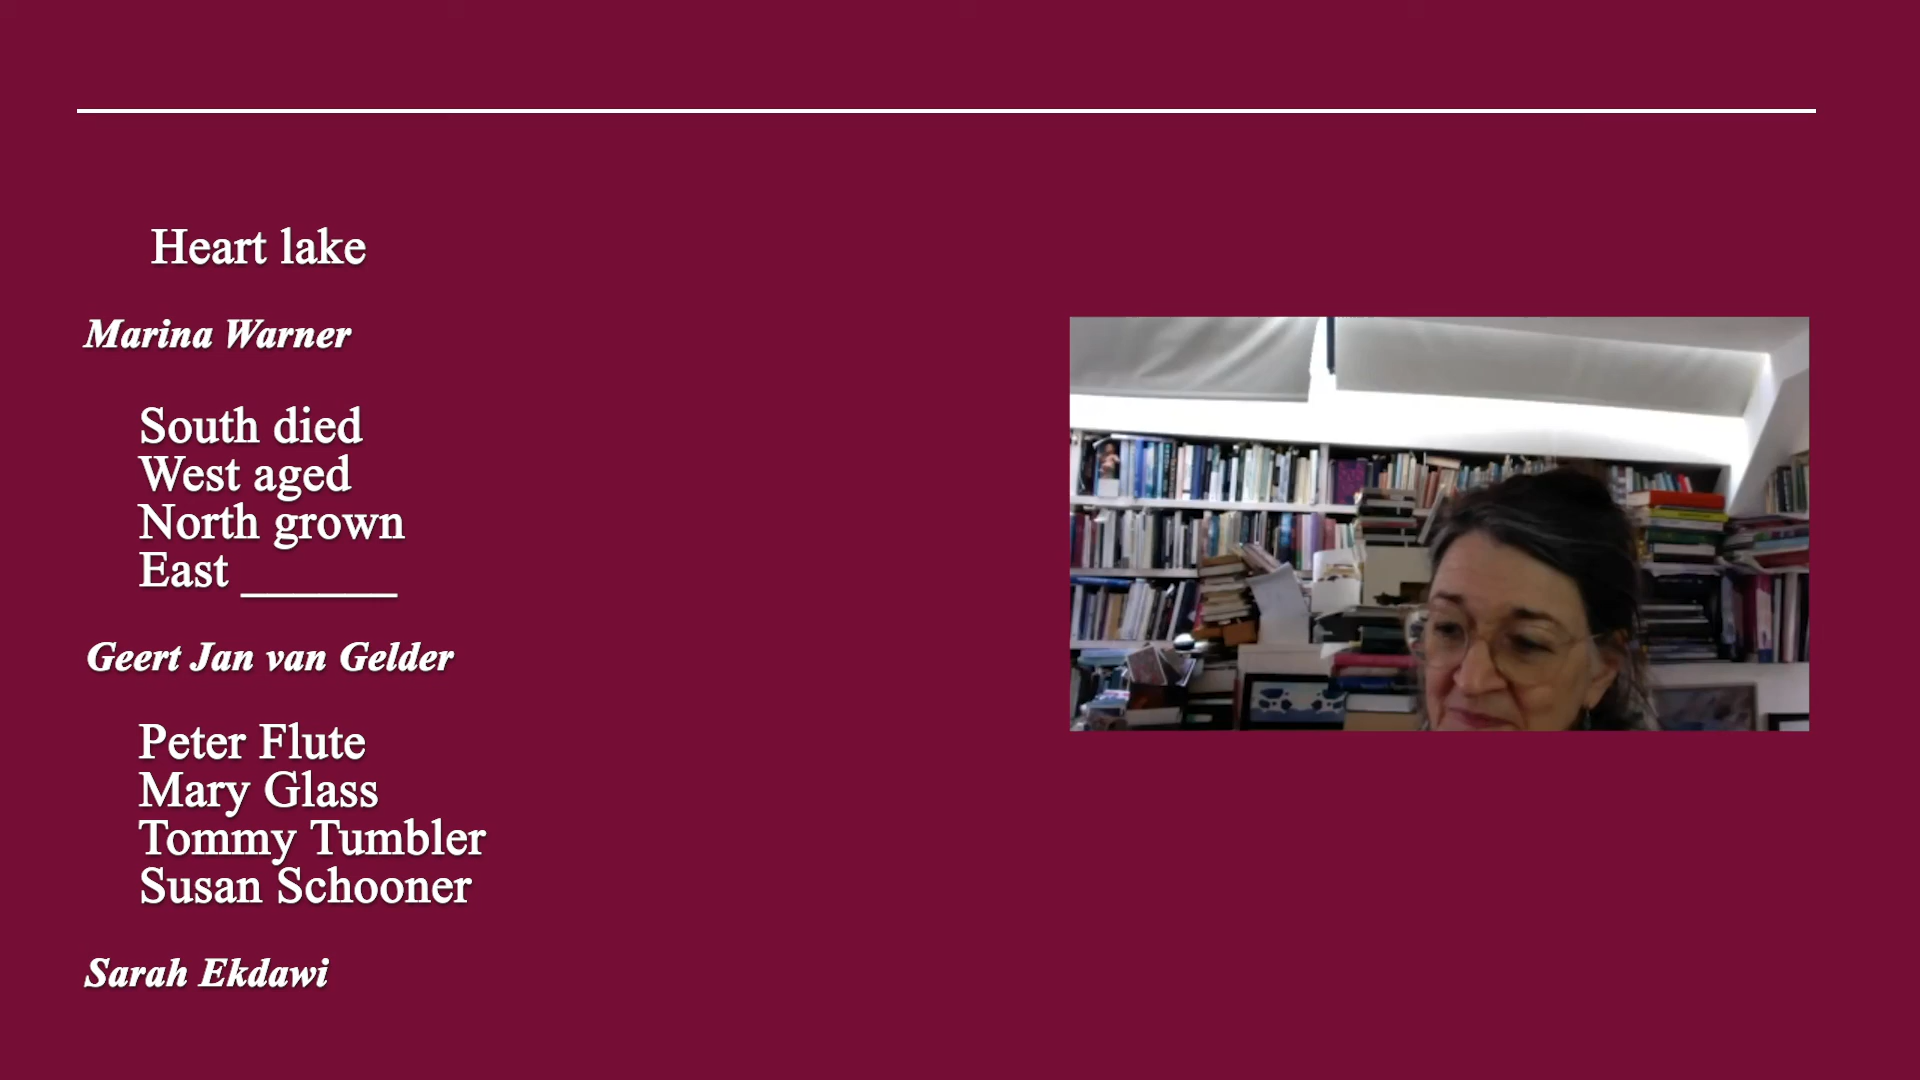 Heart lake
Marina Warner
South died
West aged
North grown
East ______
Geert Jan van Gelder
Peter Flute
Mary Glass
Tommy Tumbler
Susan Schooner
Sarah Ekdawi